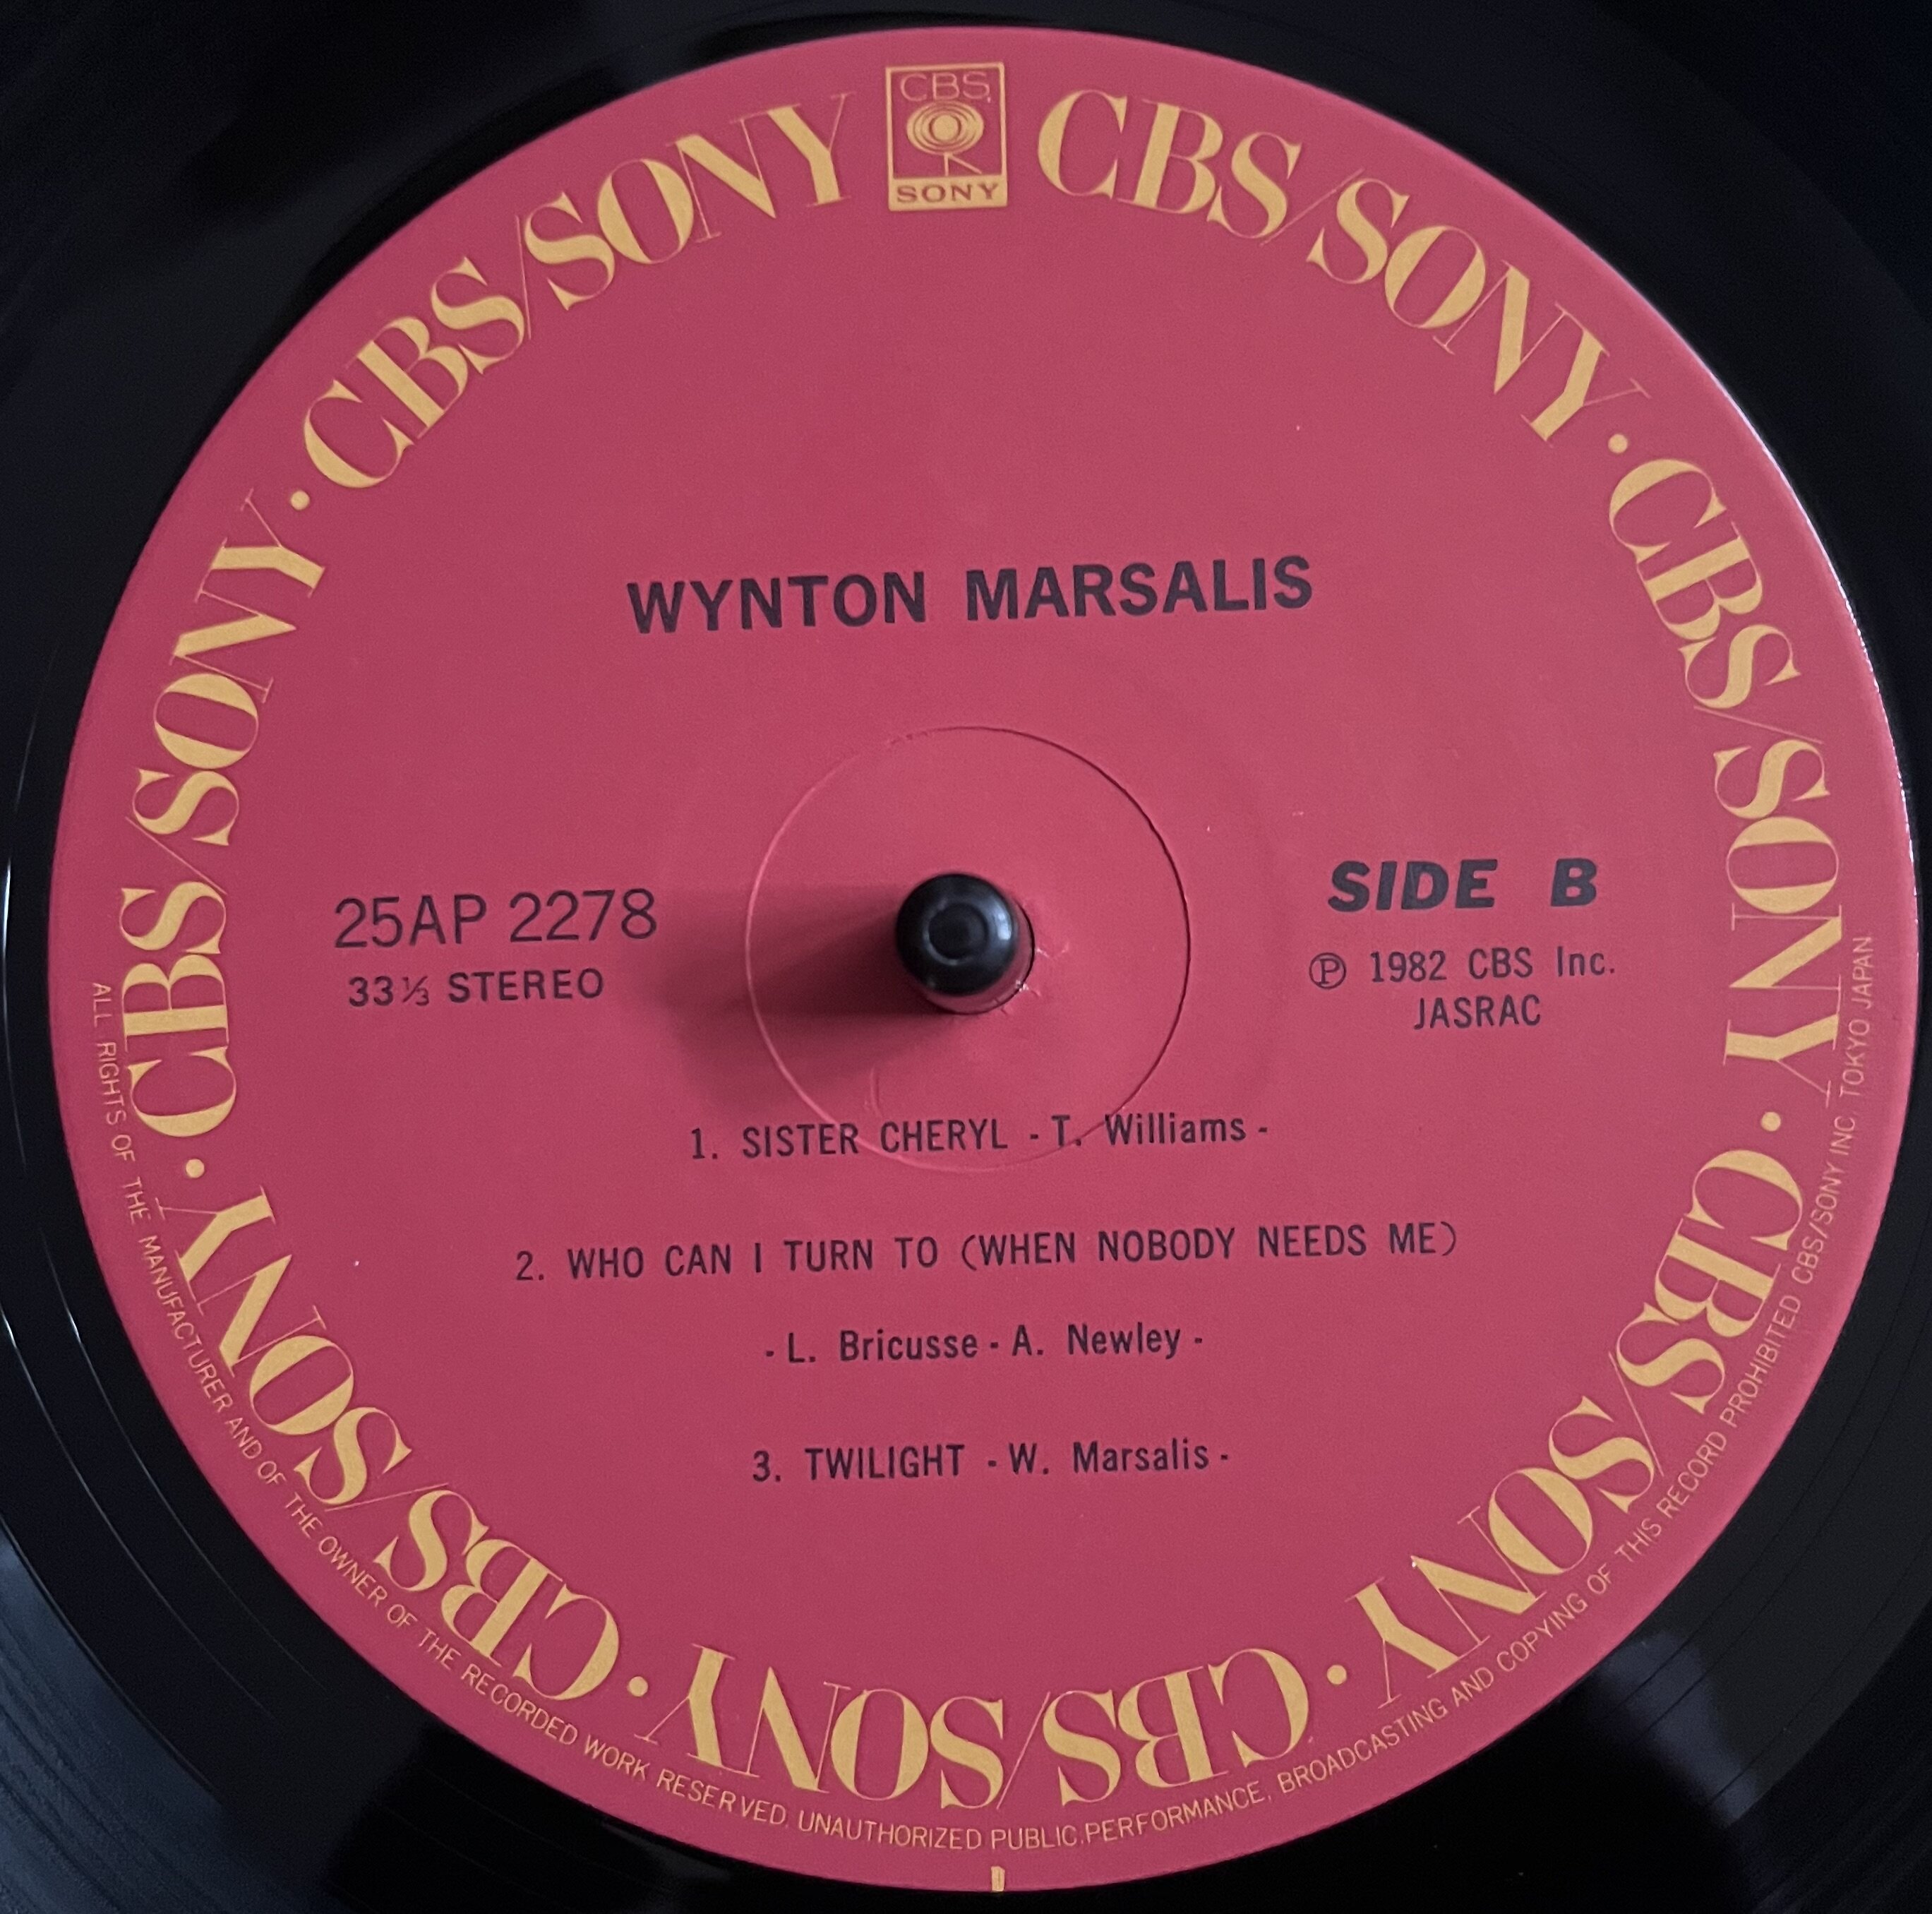 CBS
SONY
CBS/SONY · CBS/SONY · CBS/SONY · CBS/SONY · CBS/SONY · CBS/SONY · CBS/SONY
WYNTON MARSALIS
25AP 2278
33⅓ STEREO
SIDE B
℗ 1982 CBS Inc.
JASRAC
1. SISTER CHERYL - T. Williams -
2. WHO CAN I TURN TO (WHEN NOBODY NEEDS ME)
- L. Bricusse - A. Newley -
3. TWILIGHT - W. Marsalis -
ALL RIGHTS OF THE MANUFACTURER AND OF THE OWNER OF THE RECORDED WORK RESERVED. UNAUTHORIZED PUBLIC.PERFORMANCE, BROADCASTING AND COPYING OF THIS RECORD PROHIBITED CBS/SONY INC. TOKYO JAPAN